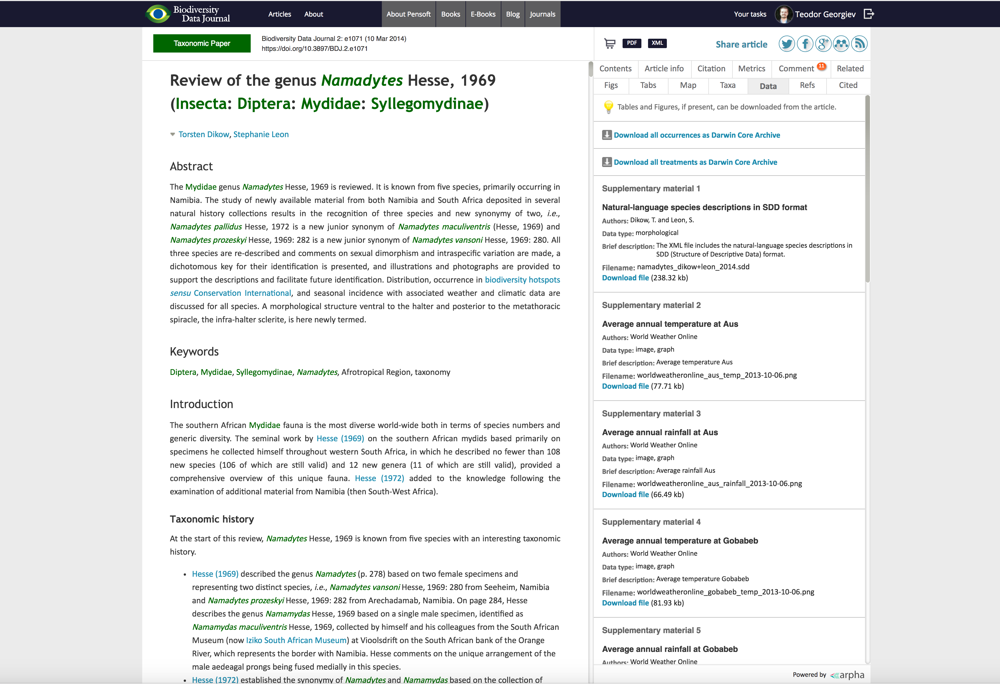 Biodiversity
Data Journal
Articles
About
About Pensoft
Books
E-Books
Blog
Journals
Your tasks
Teodor Georgiev
Taxonomic Paper
Biodiversity Data Journal 2: e1071 (10 Mar 2014)
https://doi.org/10.3897/BDJ.2.e1071
PDF
XML
Share article
Review of the genus Namadytes Hesse, 1969
(Insecta: Diptera: Mydidae: Syllegomydinae)
Torsten Dikow, Stephanie Leon
Abstract
The Mydidae genus Namadytes Hesse, 1969 is reviewed. It is known from five species, primarily occurring in
Namibia. The study of newly available material from both Namibia and South Africa deposited in several
natural history collections results in the recognition of three species and new synonymy of two, i.e.,
Namadytes pallidus Hesse, 1972 is a new junior synonym of Namadytes maculiventris (Hesse, 1969) and
Namadytes prozeskyi Hesse, 1969: 282 is a new junior synonym of Namadytes vansoni Hesse, 1969: 280. All
three species are re-described and comments on sexual dimorphism and intraspecific variation are made, a
dichotomous key for their identification is presented, and illustrations and photographs are provided to
support the descriptions and facilitate future identification. Distribution, occurrence in biodiversity hotspots
sensu Conservation International, and seasonal incidence with associated weather and climatic data are
discussed for all species. A morphological structure ventral to the halter and posterior to the metathoracic
spiracle, the infra-halter sclerite, is here newly termed.
Keywords
Diptera, Mydidae, Syllegomydinae, Namadytes, Afrotropical Region, taxonomy
Introduction
The southern African Mydidae fauna is the most diverse world-wide both in terms of species numbers and
generic diversity. The seminal work by Hesse (1969) on the southern African mydids based primarily on
specimens he collected himself throughout western South Africa, in which he described no fewer than 108
new species (106 of which are still valid) and 12 new genera (11 of which are still valid), provided a
comprehensive overview of this unique fauna. Hesse (1972) added to the knowledge following the
examination of additional material from Namibia (then South-West Africa).
Taxonomic history
At the start of this review, Namadytes Hesse, 1969 is known from five species with an interesting taxonomic
history.
• Hesse (1969) described the genus Namadytes (p. 278) based on two female specimens and
representing two distinct species, i.e., Namadytes vansoni Hesse, 1969: 280 from Seeheim, Namibia
and Namadytes prozeskyi Hesse, 1969: 282 from Arechadamab, Namibia. On page 284, Hesse
describes the genus Namamydas Hesse, 1969 based on a single male specimen, identified as
Namamydas maculiventris Hesse, 1969, collected by himself and his colleagues from the South African
Museum (now Iziko South African Museum) at Vioolsdrift on the South African bank of the Orange
River, which represents the border with Namibia. Hesse comments on the unique arrangement of the
male aedeagal prongs being fused medially in this species.
• Hesse (1972) established the synonymy of Namadytes and Namamydas based on the collection of
Contents
Article info
Citation
Metrics
Comment 11
Related
Figs
Tabs
Map
Taxa
Data
Refs
Cited
Tables and Figures, if present, can be downloaded from the article.
Download all occurrences as Darwin Core Archive
Download all treatments as Darwin Core Archive
Supplementary material 1
Natural-language species descriptions in SDD format
Authors: Dikow, T. and Leon, S.
Data type: morphological
Brief description: The XML file includes the natural-language species descriptions in
SDD (Structure of Descriptive Data) format.
Filename: namadytes_dikow+leon_2014.sdd
Download file (238.32 kb)
Supplementary material 2
Average annual temperature at Aus
Authors: World Weather Online
Data type: image, graph
Brief description: Average temperature Aus
Filename: worldweatheronline_aus_temp_2013-10-06.png
Download file (77.71 kb)
Supplementary material 3
Average annual rainfall at Aus
Authors: World Weather Online
Data type: image, graph
Brief description: Average rainfall Aus
Filename: worldweatheronline_aus_rainfall_2013-10-06.png
Download file (66.49 kb)
Supplementary material 4
Average annual temperature at Gobabeb
Authors: World Weather Online
Data type: image, graph
Brief description: Average temperature Gobabeb
Filename: worldweatheronline_gobabeb_temp_2013-10-06.png
Download file (81.93 kb)
Supplementary material 5
Average annual rainfall at Gobabeb
Authors: World Weather Online
Powered by arpha